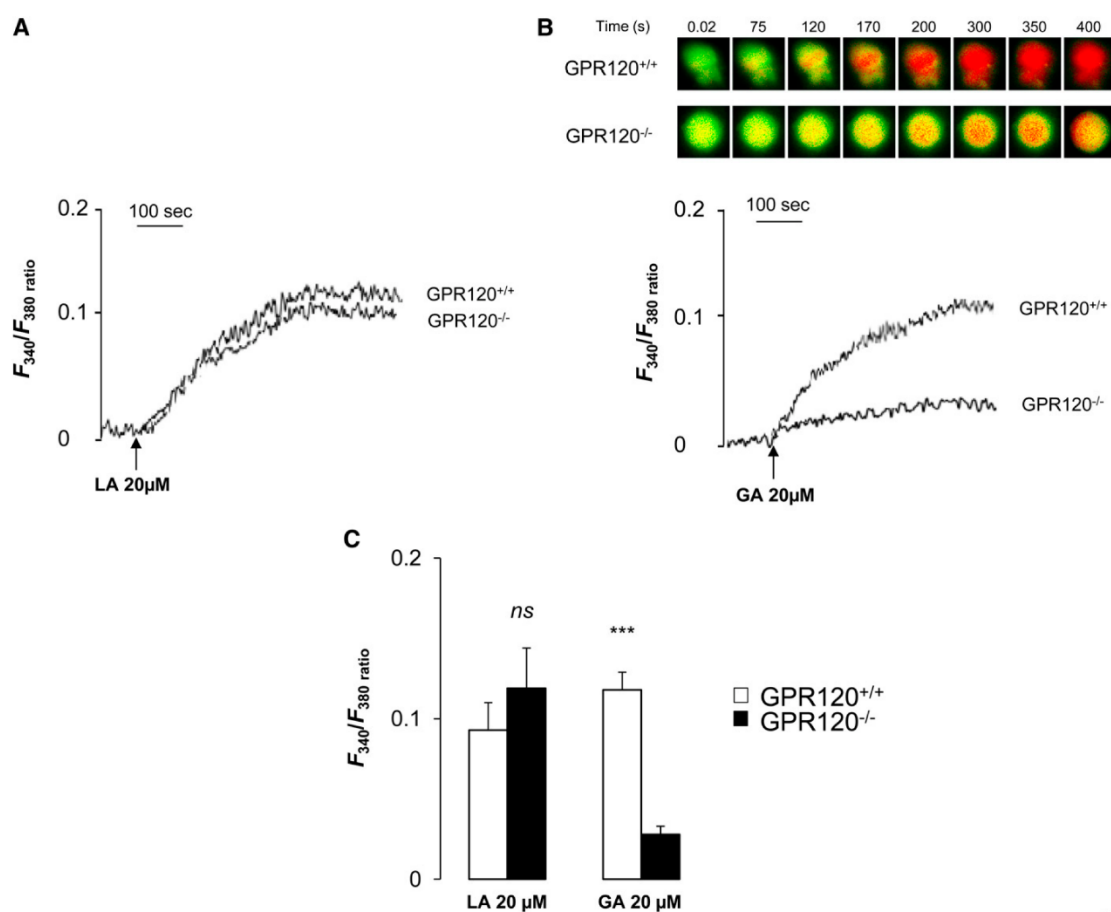 A
B
Time (s) 0.02 75 120 170 200 300 350 400
GPR120+/+
GPR120-/-
0.2
100 sec
F340/F380 ratio
0.1
GPR120+/+
GPR120-/-
0
LA 20µM
0.2
100 sec
F340/F380 ratio
0.1
GPR120+/+
GPR120-/-
0
GA 20µM
C
0.2
ns
***
F340/F380 ratio
0.1
GPR120+/+
GPR120-/-
0
LA 20 µM GA 20 µM